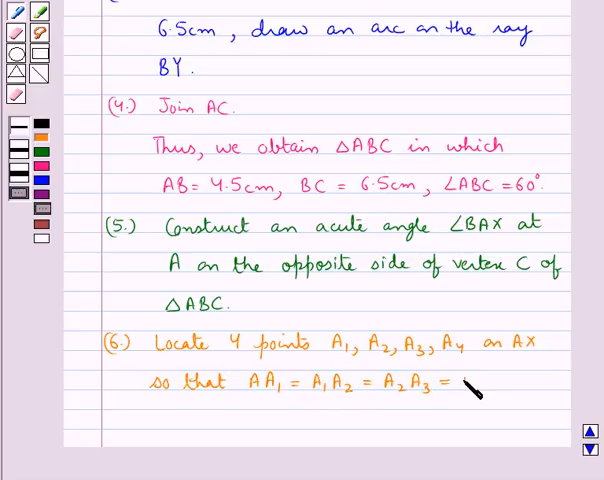 6.5cm, draw an arc on the ray
BY.
(4.) Join AC.
Thus, we obtain △ABC in which
AB = 4.5cm, BC = 6.5cm, ∠ABC = 60°.
(5.) Construct an acute angle ∠BAX at
A on the opposite side of vertex C of
△ABC.
(6.) Locate 4 points A₁, A₂, A₃, A₄ on AX
so that AA₁ = A₁A₂ = A₂A₃ =